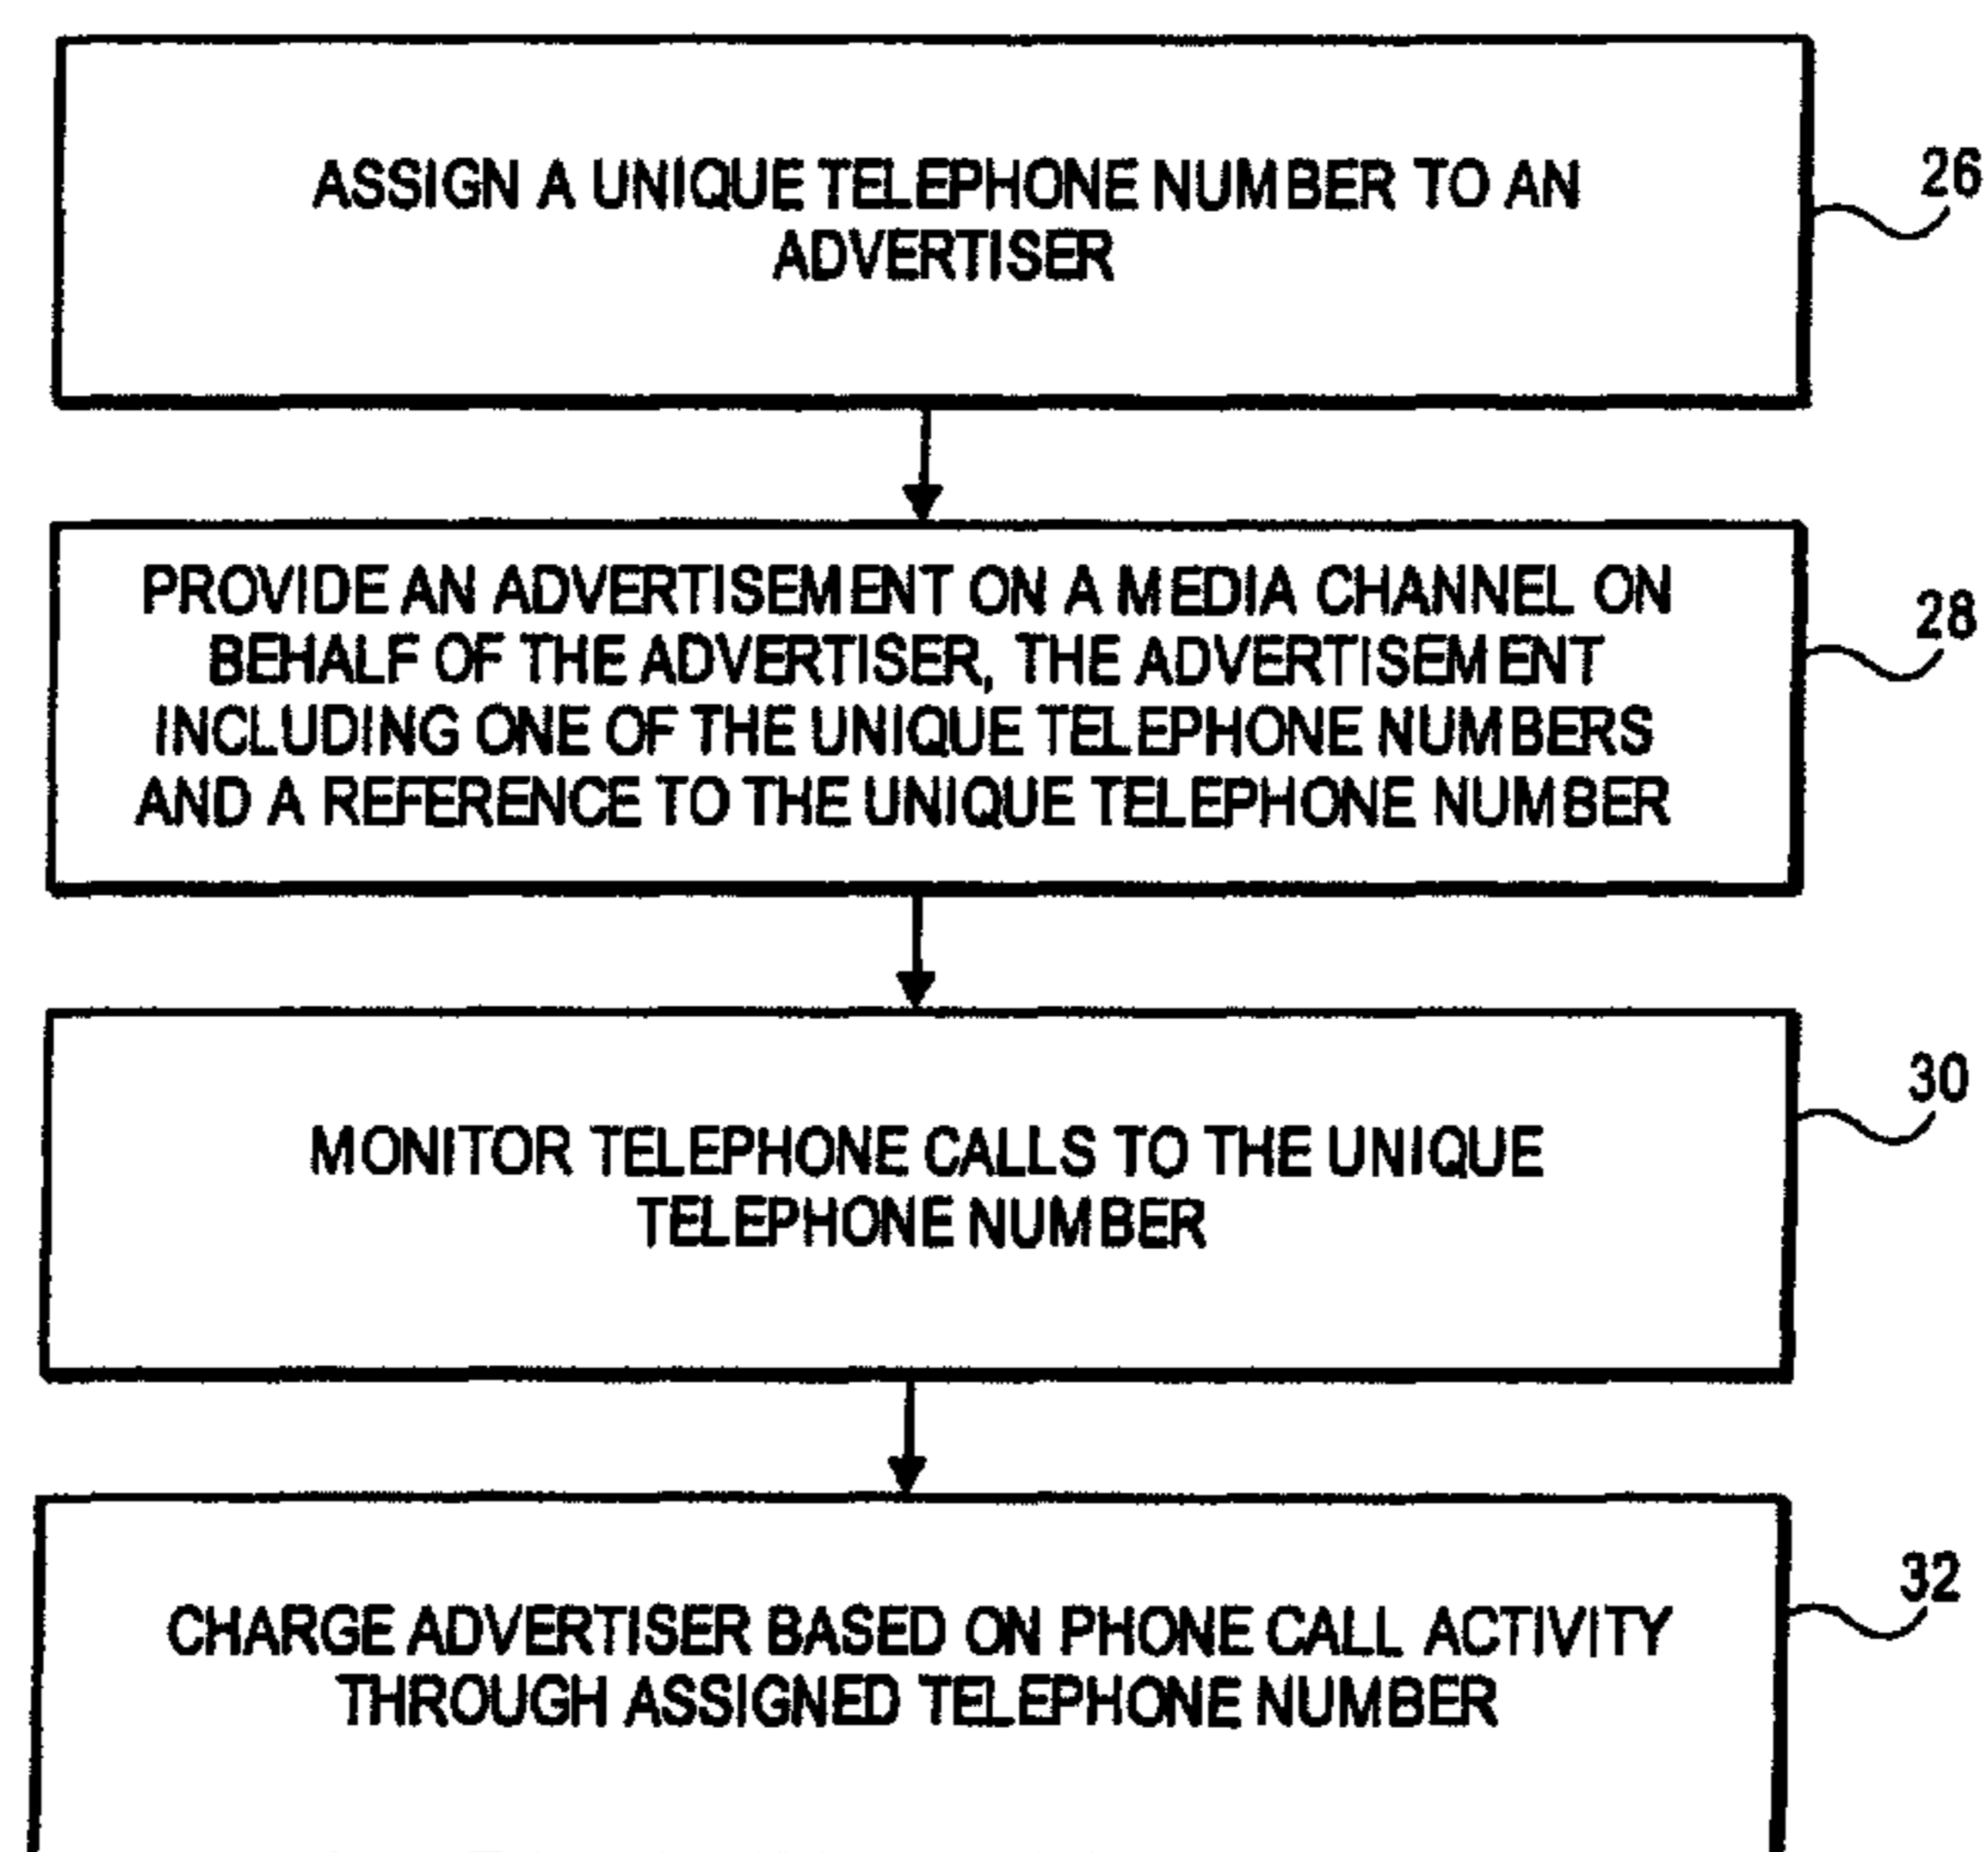 ASSIGN A UNIQUE TELEPHONE NUMBER TO AN
ADVERTISER
26
PROVIDE AN ADVERTISEMENT ON A MEDIA CHANNEL ON
BEHALF OF THE ADVERTISER, THE ADVERTISEMENT
INCLUDING ONE OF THE UNIQUE TELEPHONE NUMBERS
AND A REFERENCE TO THE UNIQUE TELEPHONE NUMBER
28
MONITOR TELEPHONE CALLS TO THE UNIQUE
TELEPHONE NUMBER
30
CHARGE ADVERTISER BASED ON PHONE CALL ACTIVITY
THROUGH ASSIGNED TELEPHONE NUMBER
32